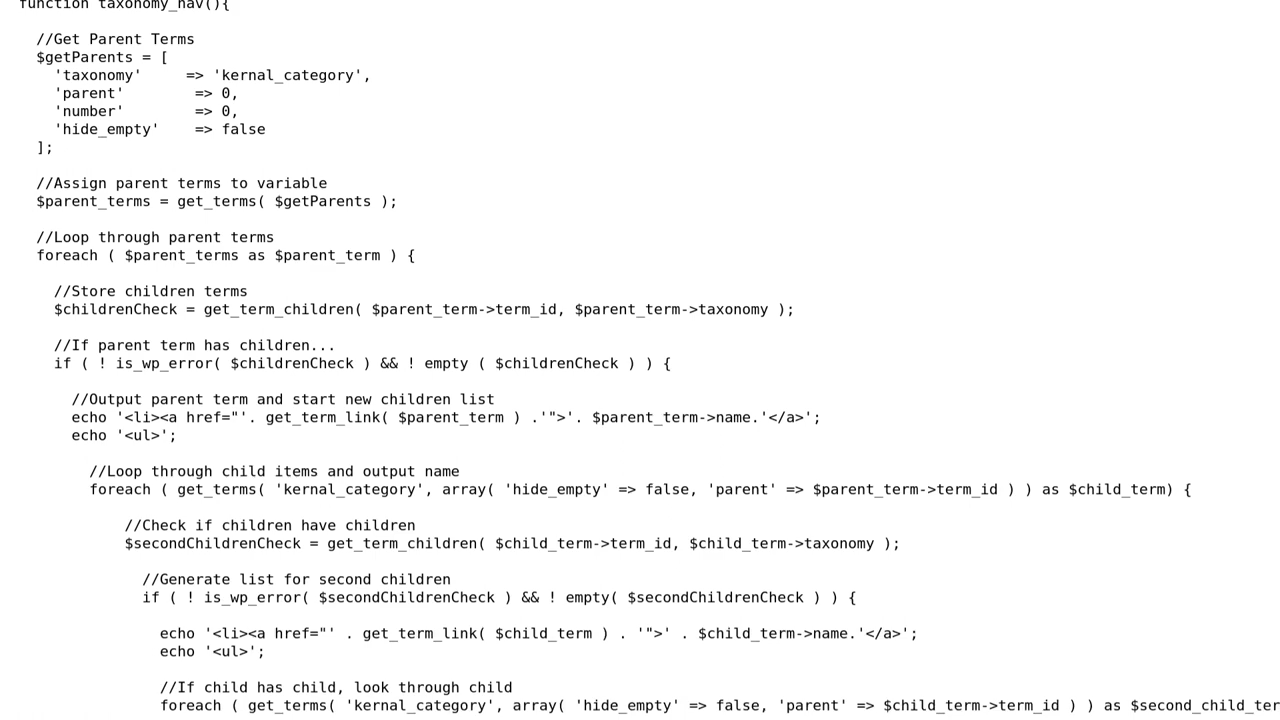 function taxonomy_nav(){
//Get Parent Terms
$getParents = [
'taxonomy' => 'kernal_category',
'parent' => 0,
'number' => 0,
'hide_empty' => false
];
//Assign parent terms to variable
$parent_terms = get_terms( $getParents );
//Loop through parent terms
foreach ( $parent_terms as $parent_term ) {
//Store children terms
$childrenCheck = get_term_children( $parent_term->term_id, $parent_term->taxonomy );
//If parent term has children...
if ( ! is_wp_error( $childrenCheck ) && ! empty ( $childrenCheck ) ) {
//Output parent term and start new children list
echo '<li><a href="'. get_term_link( $parent_term ) .'">'. $parent_term->name.'</a>';
echo '<ul>';
//Loop through child items and output name
foreach ( get_terms( 'kernal_category', array( 'hide_empty' => false, 'parent' => $parent_term->term_id ) ) as $child_term) {
//Check if children have children
$secondChildrenCheck = get_term_children( $child_term->term_id, $child_term->taxonomy );
//Generate list for second children
if ( ! is_wp_error( $secondChildrenCheck ) && ! empty( $secondChildrenCheck ) ) {
echo '<li><a href="' . get_term_link( $child_term ) . '">' . $child_term->name.'</a>';
echo '<ul>';
//If child has child, look through child
foreach ( get_terms( 'kernal_category', array( 'hide_empty' => false, 'parent' => $child_term->term_id ) ) as $second_child_ter